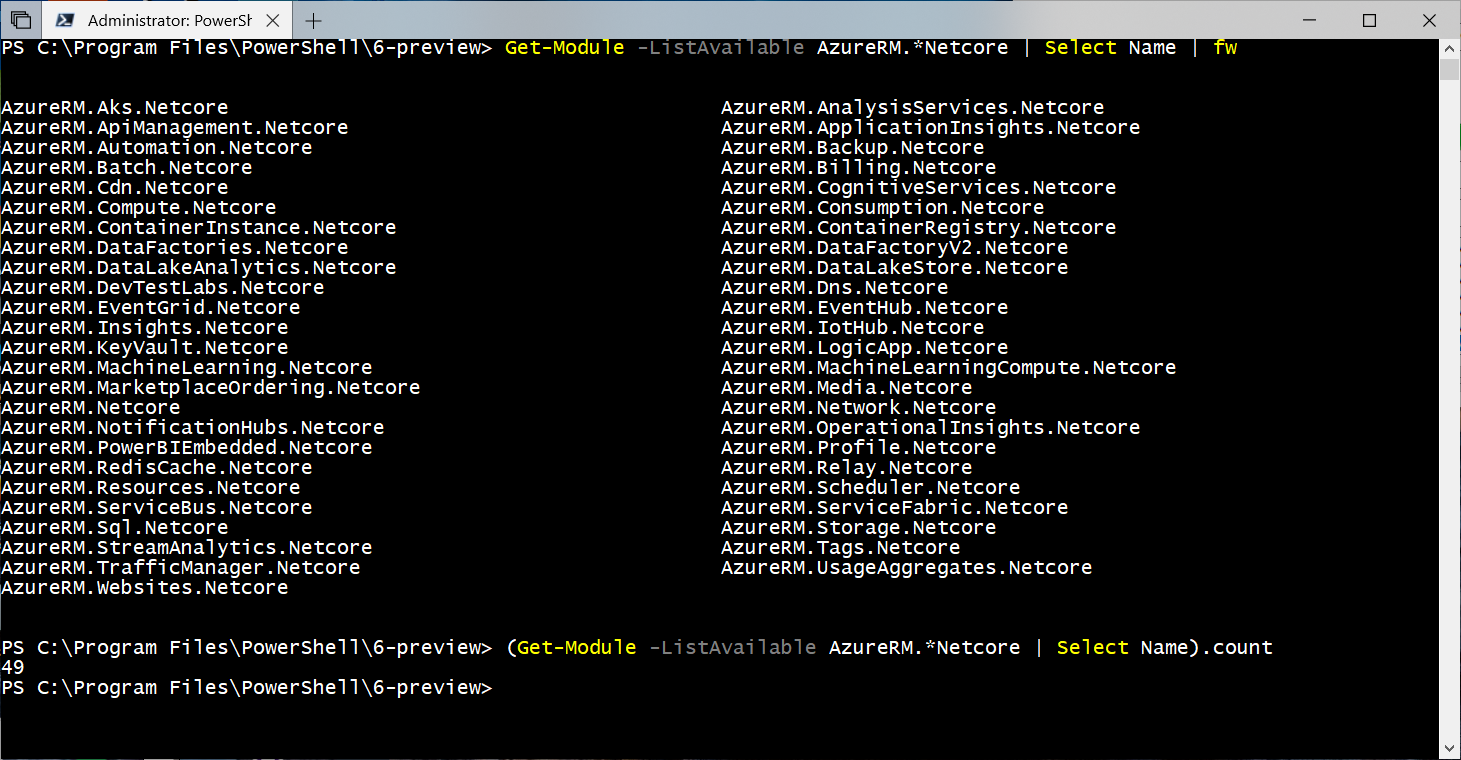 Administrator: PowerSh
PS C:\Program Files\PowerShell\6-preview> Get-Module -ListAvailable AzureRM.*Netcore | Select Name | fw
AzureRM.Aks.Netcore AzureRM.AnalysisServices.Netcore
AzureRM.ApiManagement.Netcore AzureRM.ApplicationInsights.Netcore
AzureRM.Automation.Netcore AzureRM.Backup.Netcore
AzureRM.Batch.Netcore AzureRM.Billing.Netcore
AzureRM.Cdn.Netcore AzureRM.CognitiveServices.Netcore
AzureRM.Compute.Netcore AzureRM.Consumption.Netcore
AzureRM.ContainerInstance.Netcore AzureRM.ContainerRegistry.Netcore
AzureRM.DataFactories.Netcore AzureRM.DataFactoryV2.Netcore
AzureRM.DataLakeAnalytics.Netcore AzureRM.DataLakeStore.Netcore
AzureRM.DevTestLabs.Netcore AzureRM.Dns.Netcore
AzureRM.EventGrid.Netcore AzureRM.EventHub.Netcore
AzureRM.Insights.Netcore AzureRM.IotHub.Netcore
AzureRM.KeyVault.Netcore AzureRM.LogicApp.Netcore
AzureRM.MachineLearning.Netcore AzureRM.MachineLearningCompute.Netcore
AzureRM.MarketplaceOrdering.Netcore AzureRM.Media.Netcore
AzureRM.Netcore AzureRM.Network.Netcore
AzureRM.NotificationHubs.Netcore AzureRM.OperationalInsights.Netcore
AzureRM.PowerBIEmbedded.Netcore AzureRM.Profile.Netcore
AzureRM.RedisCache.Netcore AzureRM.Relay.Netcore
AzureRM.Resources.Netcore AzureRM.Scheduler.Netcore
AzureRM.ServiceBus.Netcore AzureRM.ServiceFabric.Netcore
AzureRM.Sql.Netcore AzureRM.Storage.Netcore
AzureRM.StreamAnalytics.Netcore AzureRM.Tags.Netcore
AzureRM.TrafficManager.Netcore AzureRM.UsageAggregates.Netcore
AzureRM.Websites.Netcore
PS C:\Program Files\PowerShell\6-preview> (Get-Module -ListAvailable AzureRM.*Netcore | Select Name).count
49
PS C:\Program Files\PowerShell\6-preview>